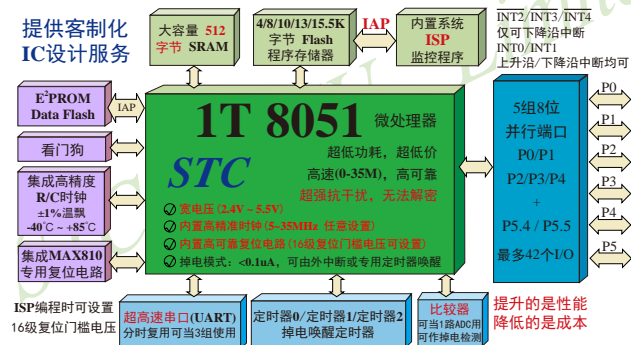 提供客制化
IC设计服务
大容量 512
字节 SRAM
4/8/10/13/15.5K
字节 Flash
程序存储器
IAP
内置系统
ISP
监控程序
INT2/INT3/INT4
仅可下降沿中断
INT0/INT1
上升沿/下降沿中断均可
E²PROM
Data Flash
IAP
看门狗
集成高精度
R/C时钟
±1%温飘
-40℃ ~ +85℃
集成MAX810
专用复位电路
ISP编程时可设置
16级复位门槛电压
1T 8051 微处理器
STC
超低功耗，超低价
高速(0-35M)，高可靠
超强抗干扰，无法解密
宽电压(2.4V ~ 5.5V)
内置高精准时钟(5~35MHz 任意设置)
内置高可靠复位电路(16级复位门槛电压可设置)
掉电模式：<0.1uA，可由外中断或专用定时器唤醒
5组8位
并行端口
P0/P1
P2/P3/P4
+
P5.4 / P5.5
最多42个I/O
P0
P1
P2
P3
P4
P5
超高速串口(UART)
分时复用可当3组使用
定时器0/定时器1/定时器2
掉电唤醒定时器
比较器
可当1路ADC用
可作掉电检测
提升的是性能
降低的是成本